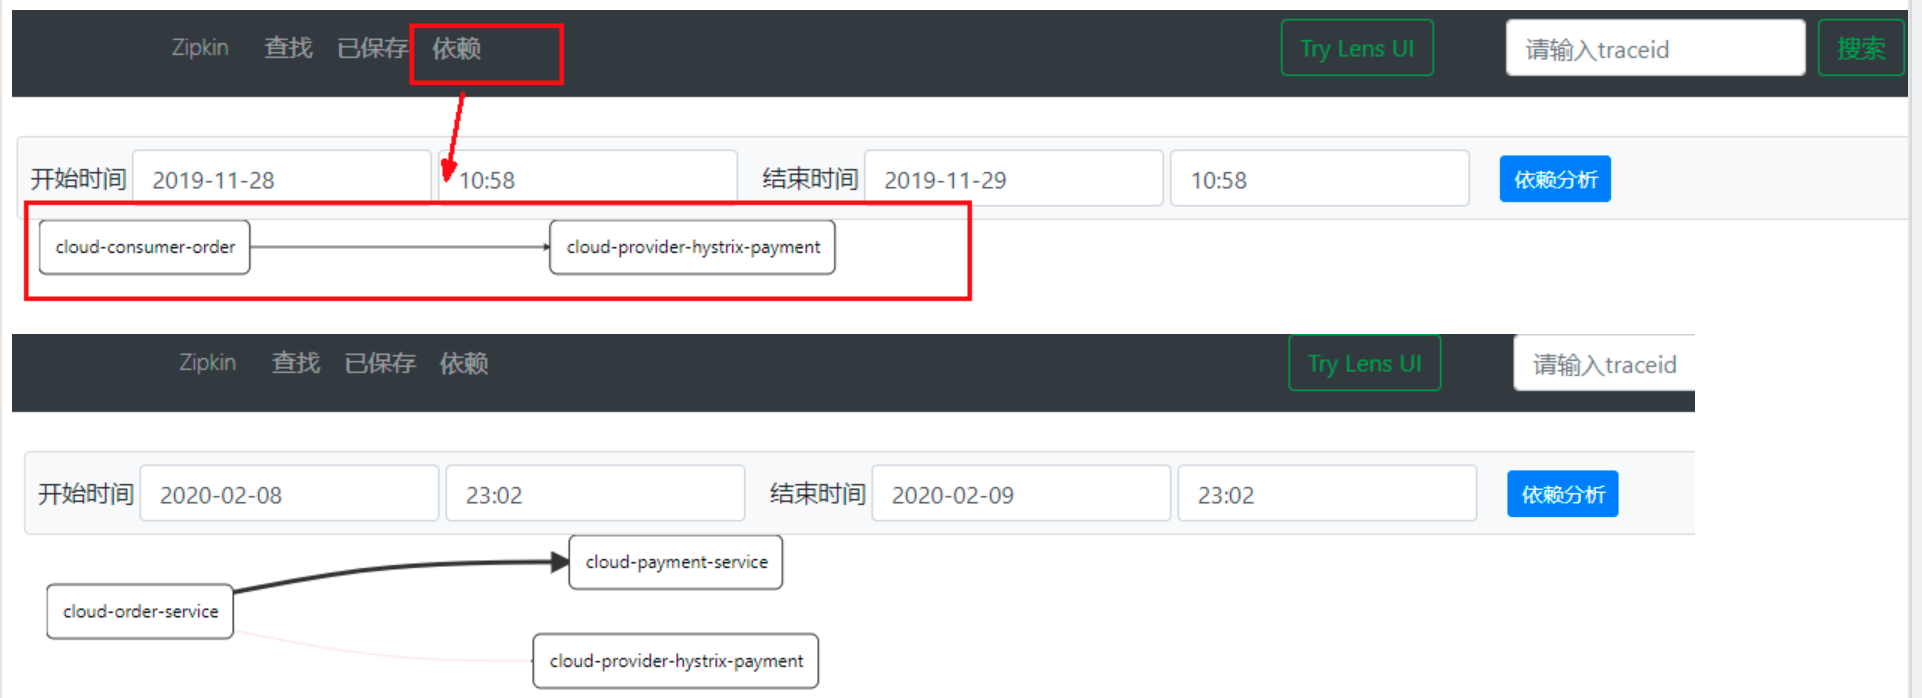 Zipkin 查找 已保存 依赖 Try Lens UI 请输入traceid 搜索
开始时间 2019-11-28 10:58 结束时间 2019-11-29 10:58 依赖分析
cloud-consumer-order cloud-provider-hystrix-payment
Zipkin 查找 已保存 依赖 Try Lens UI 请输入traceid
开始时间 2020-02-08 23:02 结束时间 2020-02-09 23:02 依赖分析
cloud-payment-service
cloud-order-service
cloud-provider-hystrix-payment